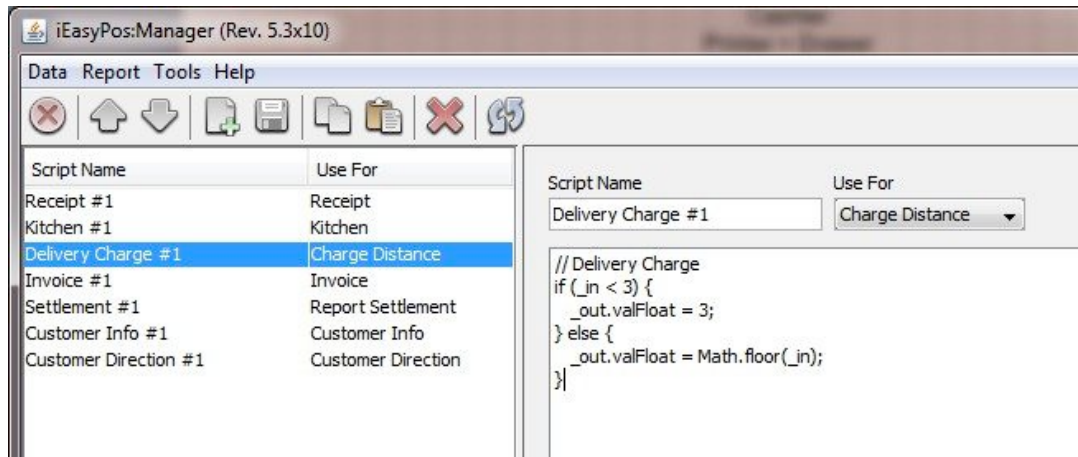 iEasyPos:Manager (Rev. 5.3x10)
Data Report Tools Help
Script Name Use For
Receipt #1 Receipt
Kitchen #1 Kitchen
Delivery Charge #1 Charge Distance
Invoice #1 Invoice
Settlement #1 Report Settlement
Customer Info #1 Customer Info
Customer Direction #1 Customer Direction
Script Name Use For
Delivery Charge #1 Charge Distance
// Delivery Charge
if (_in < 3) {
_out.valFloat = 3;
} else {
_out.valFloat = Math.floor(_in);
}